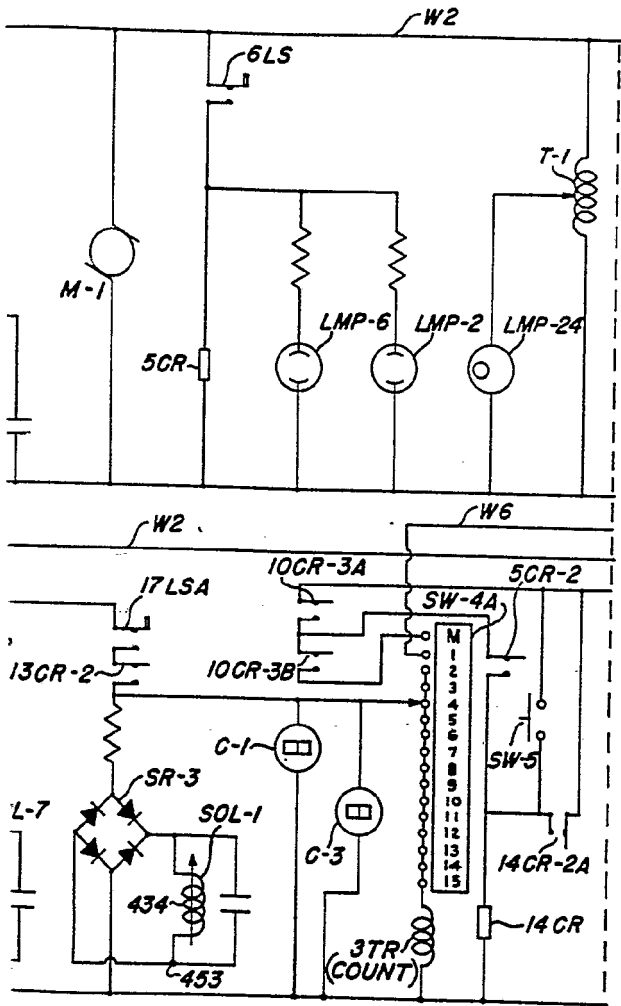 W2
6LS
T-1
M-1
LMP-6
LMP-2
LMP-24
5CR
W2
W6
17LSA
10CR-3A
5CR-2
SW-4A
13CR-2
10CR-3B
M
1
2
3
4
5
6
7
8
9
10
11
12
13
14
15
C-1
SW-5
SR-3
L-7
SOL-1
C-3
14CR-2A
434
14CR
453
3TR
(COUNT)